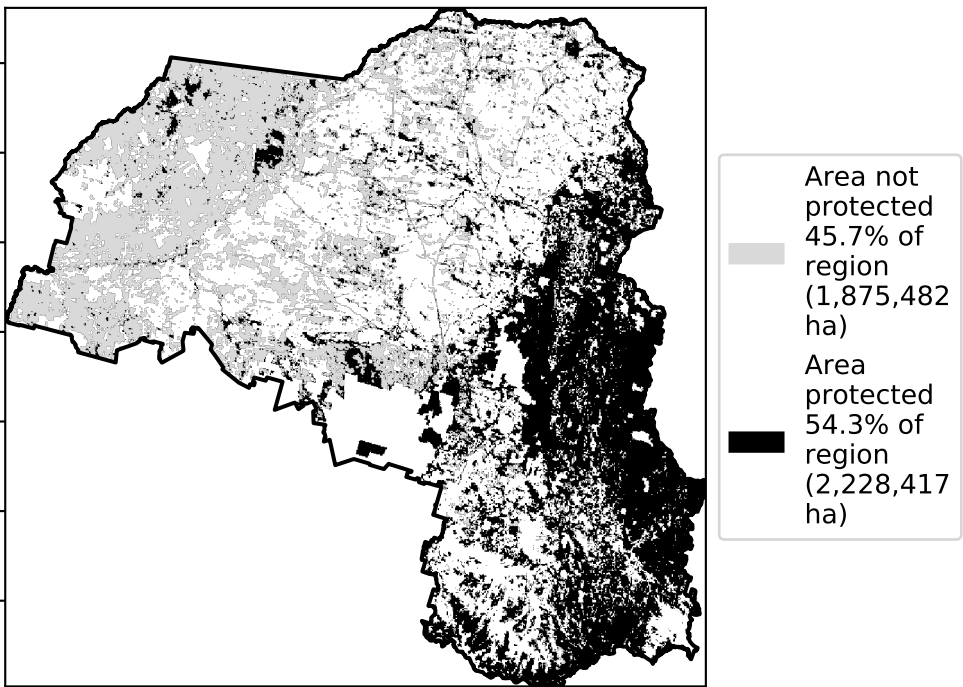 Area not
protected
45.7% of
region
(1,875,482
ha)
Area
protected
54.3% of
region
(2,228,417
ha)